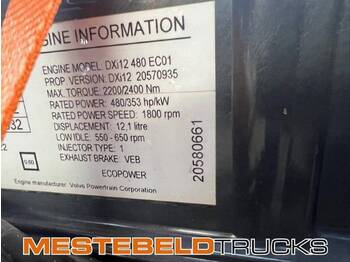 GINE INFORMATION
ENGINE MODEL: DXi12 480 EC01
PROP. VERSION: DXi12 20570935
MAX. TORQUE: 2200/2400 Nm
RATED POWER: 480/353 hp/kW
RATED POWER SPEED: 1800 rpm
DISPLACEMENT: 12,1 litre
LOW IDLE: 550 - 650 rpm
INJECTOR TYPE: 1
EXHAUST BRAKE: VEB
ECOPOWER
Engine manufacturer: Volvo Powertrain Corporation
0.60
20580661
MESTEBELDTRUCKS